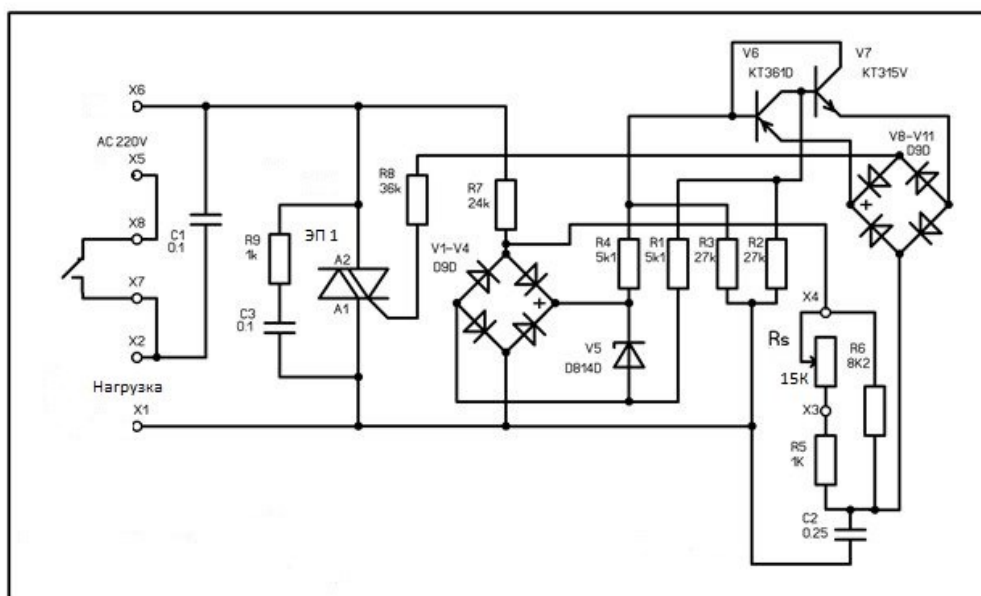 X6
AC 220V
X5
X8
X7
X2
Нагрузка
X1
C1
0.1
R9
1k
C3
0.1
ЭП 1
A2
A1
R8
36k
R7
24k
V1-V4
D9D
+
R4
5k1
R1
5k1
R3
27k
R2
27k
V5
D814D
V6
KT361D
V7
KT315V
V8-V11
D9D
+
X4
Rs
15K
R6
8K2
X3
R5
1K
C2
0.25